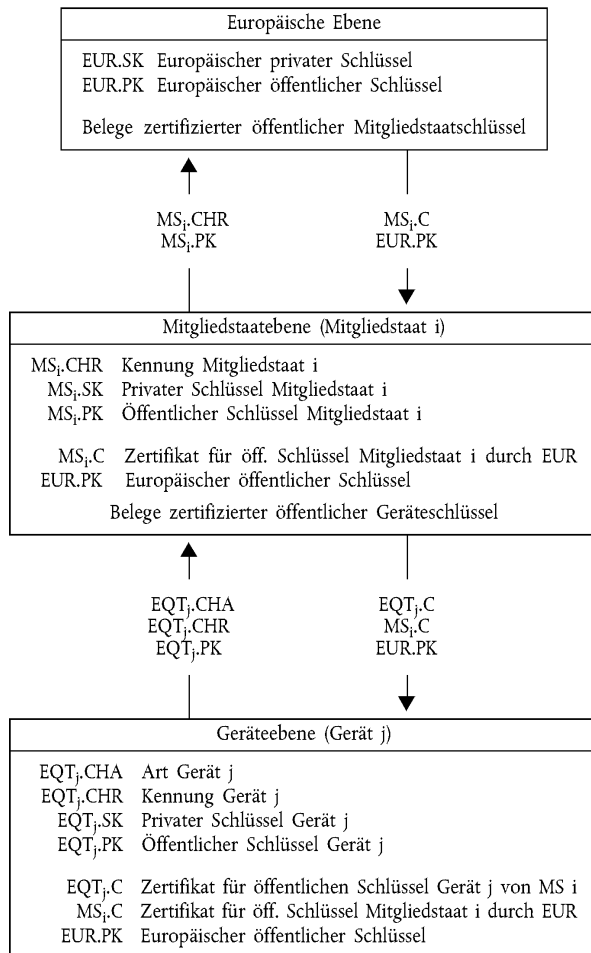 Europäische Ebene
EUR.SK Europäischer privater Schlüssel
EUR.PK Europäischer öffentlicher Schlüssel
Belege zertifizierter öffentlicher Mitgliedstaatschlüssel
MSi.CHR
MSi.PK
MSi.C
EUR.PK
Mitgliedstaatebene (Mitgliedstaat i)
MSi.CHR Kennung Mitgliedstaat i
MSi.SK Privater Schlüssel Mitgliedstaat i
MSi.PK Öffentlicher Schlüssel Mitgliedstaat i
MSi.C Zertifikat für öff. Schlüssel Mitgliedstaat i durch EUR
EUR.PK Europäischer öffentlicher Schlüssel
Belege zertifizierter öffentlicher Geräteschlüssel
EQTj.CHA
EQTj.CHR
EQTj.PK
EQTj.C
MSi.C
EUR.PK
Geräteebene (Gerät j)
EQTj.CHA Art Gerät j
EQTj.CHR Kennung Gerät j
EQTj.SK Privater Schlüssel Gerät j
EQTj.PK Öffentlicher Schlüssel Gerät j
EQTj.C Zertifikat für öffentlichen Schlüssel Gerät j von MS i
MSi.C Zertifikat für öff. Schlüssel Mitgliedstaat i durch EUR
EUR.PK Europäischer öffentlicher Schlüssel